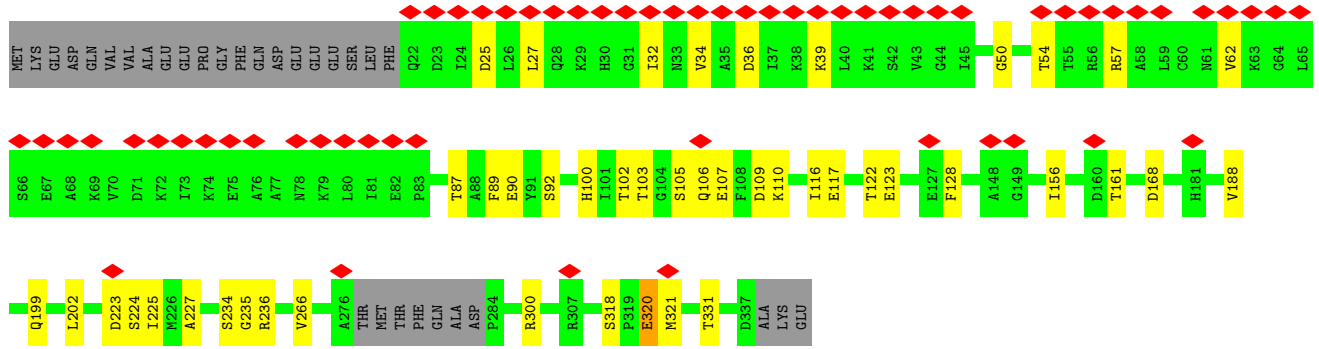 MET LYS GLU ASP GLN VAL VAL ALA GLU GLU PRO GLY PHE GLN ASP GLU GLU GLU SER LEU PHE Q22 D23 I24 D25 L26 L27 Q28 K29 H30 G31 I32 N33 V34 A35 D36 I37 K38 K39 L40 K41 S42 V43 G44 I45 G50 T54 T55 R56 R57 A58 L59 C60 N61 V62 K63 G64 L65
S66 E67 A68 K69 V70 D71 K72 I73 K74 E75 A76 A77 N78 K79 L80 I81 E82 P83 T87 A88 F89 E90 Y91 S92 H100 I101 T102 T103 G104 S105 Q106 E107 F108 D109 K110 I116 E117 T122 E123 E127 F128 A148 G149 I156 D160 T161 D168 H181 V188
Q199 L202 D223 S224 I225 M226 A227 S234 G235 R236 V266 A276 THR MET THR PHE GLN ALA ASP P284 R300 R307 S318 P319 E320 M321 T331 D337 ALA LYS GLU